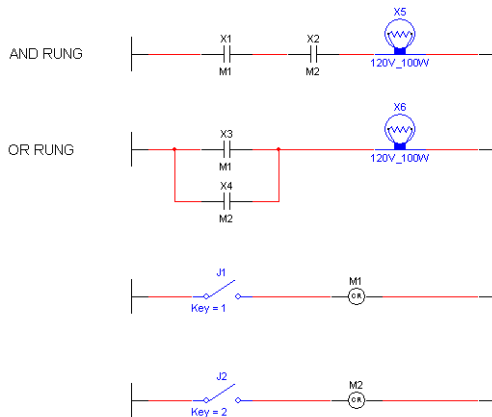 X5
X1
X2
AND RUNG
M1
M2
120V_100W
X6
X3
OR RUNG
M1
120V_100W
X4
M2
J1
M1
CR
Key = 1
J2
M2
CR
Key = 2